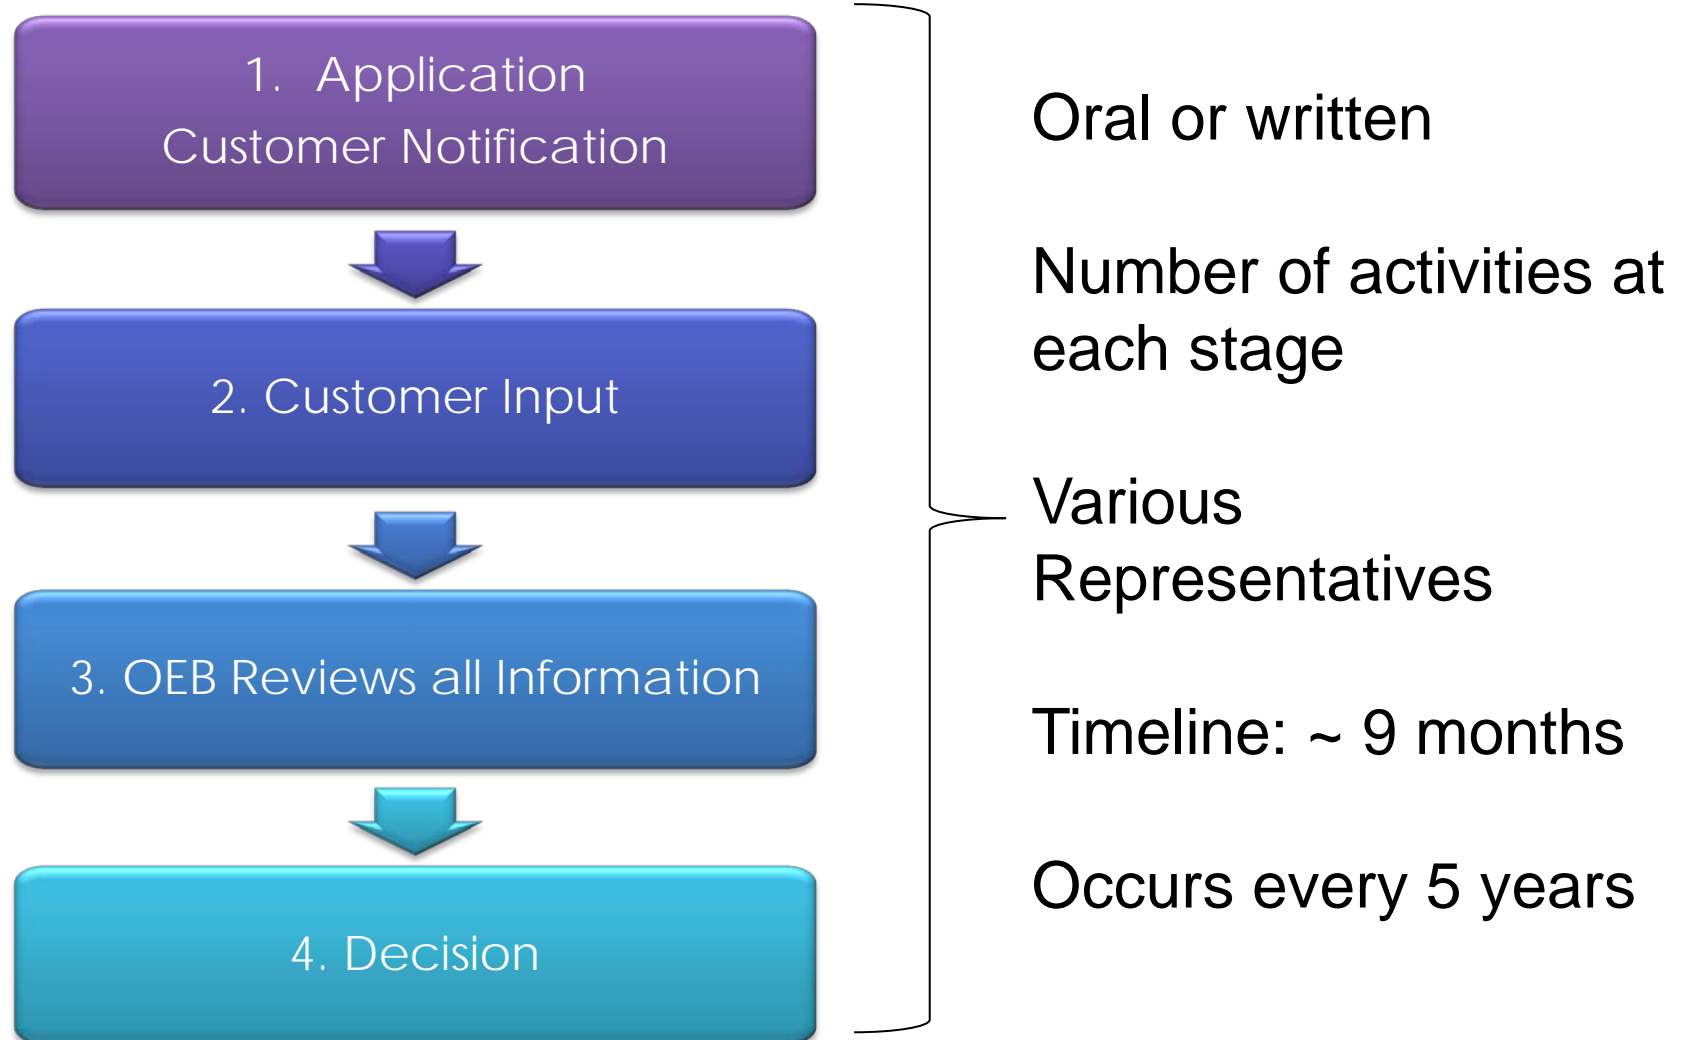 1. Application
Customer Notification
2. Customer Input
3. OEB Reviews all Information
4. Decision
Oral or written
Number of activities at
each stage
Various
Representatives
Timeline: ~ 9 months
Occurs every 5 years